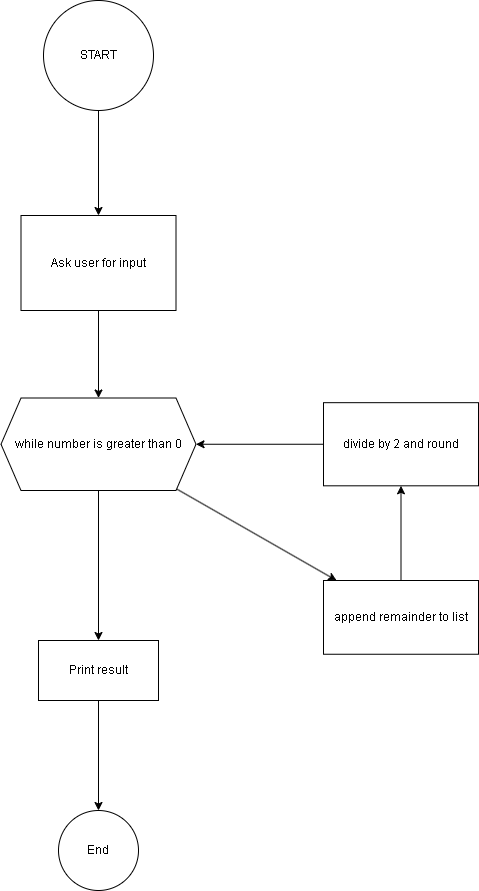 START
Ask user for input
while number is greater than 0
divide by 2 and round
append remainder to list
Print result
End